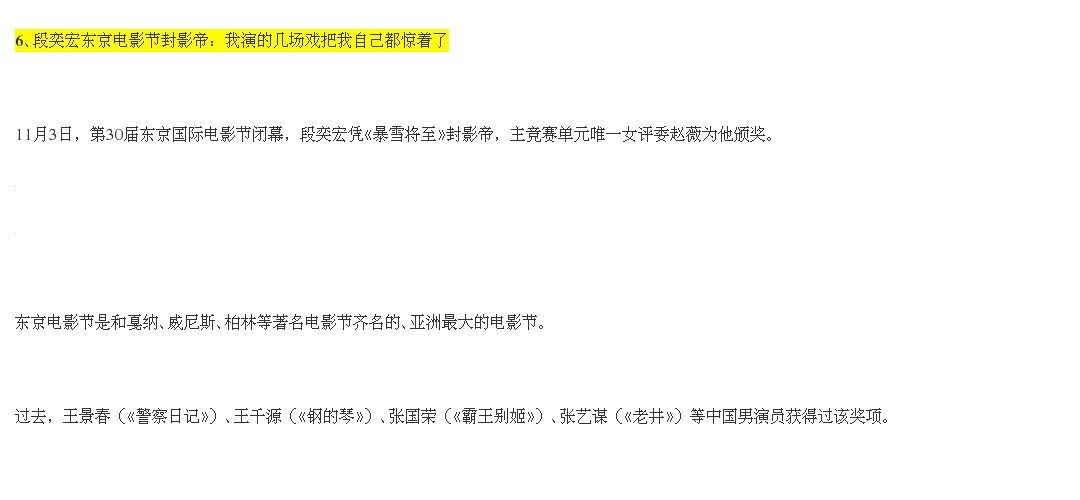 6、段奕宏东京电影节封影帝：我演的几场戏把我自己都惊着了
11月3日，第30届东京国际电影节闭幕，段奕宏凭《暴雪将至》封影帝，主竞赛单元唯一女评委赵薇为他颁奖。
东京电影节是和戛纳、威尼斯、柏林等著名电影节齐名的、亚洲最大的电影节。
过去，王景春（《警察日记》）、王千源（《钢的琴》）、张国荣（《霸王别姬》）、张艺谋（《老井》）等中国男演员获得过该奖项。